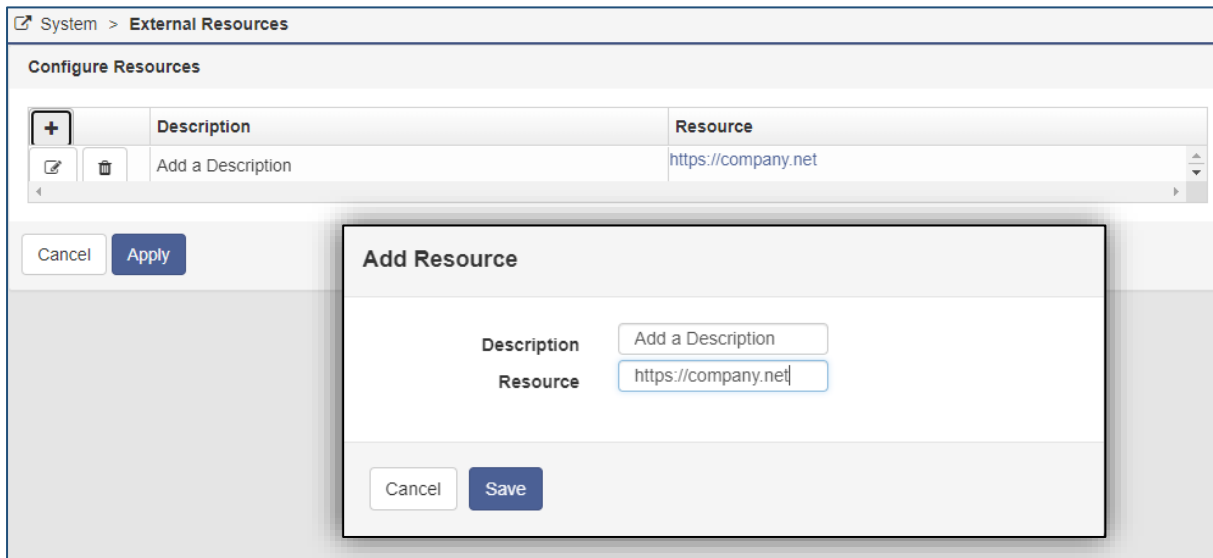 System > External Resources
Configure Resources
+ Description Resource
Add a Description https://company.net
Cancel Apply
Add Resource
Description Add a Description
Resource https://company.net
Cancel Save